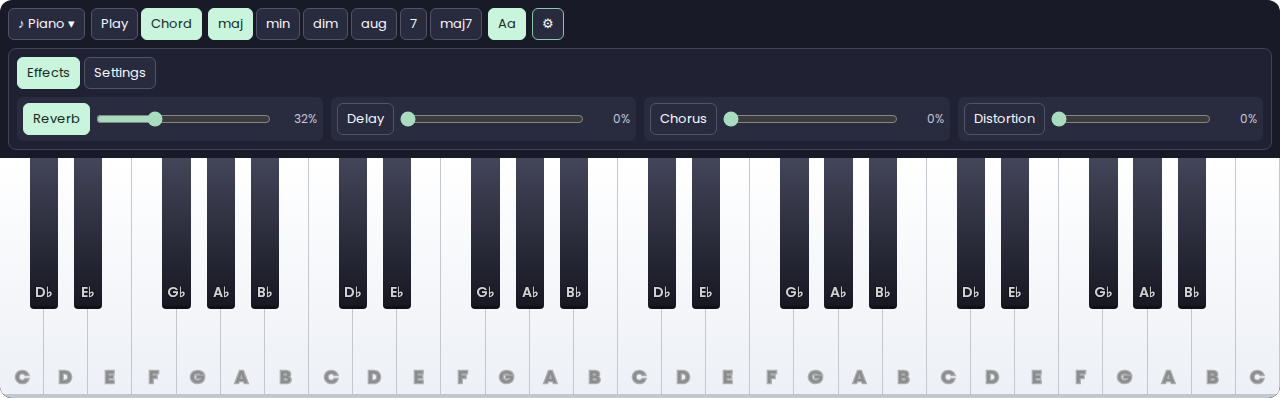 ♪ Piano ▾ Play Chord maj min dim aug 7 maj7 Aa ⚙
Effects Settings
Reverb 32% Delay 0% Chorus 0% Distortion 0%
D♭ E♭ G♭ A♭ B♭ D♭ E♭ G♭ A♭ B♭ D♭ E♭ G♭ A♭ B♭ D♭ E♭ G♭ A♭ B♭
C D E F G A B C D E F G A B C D E F G A B C D E F G A B C